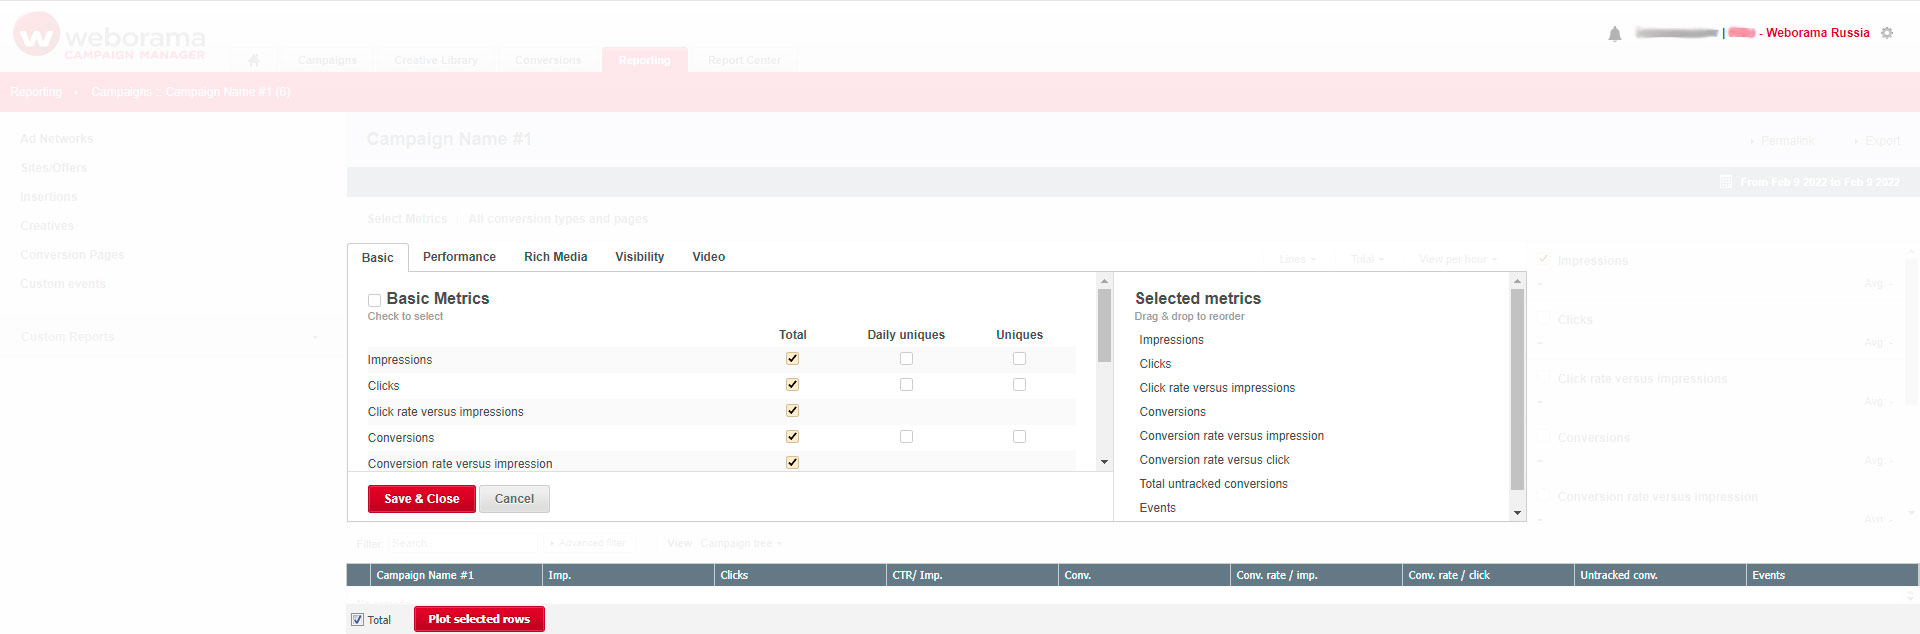 weborama
CAMPAIGN MANAGER
| - Weborama Russia
Campaigns Creative Library Conversions Reporting Report Center
Reporting Campaigns :: Campaign Name #1 (6)
Ad Networks
Sites/Offers
Insertions
Creatives
Conversion Pages
Custom events
Custom Reports
Campaign Name #1
Permalink Export
From Feb 9 2022 to Feb 9 2022
Select Metrics All conversion types and pages
Basic Performance Rich Media Visibility Video
Lines Total View per hour
Basic Metrics
Check to select
Total Daily uniques Uniques
Impressions
Clicks
Click rate versus impressions
Conversions
Conversion rate versus impression
Save & Close Cancel
Selected metrics
Drag & drop to reorder
Impressions
Clicks
Click rate versus impressions
Conversions
Conversion rate versus impression
Conversion rate versus click
Total untracked conversions
Events
Impressions
- Avg: -
Clicks
- Avg: -
Click rate versus impressions
- Avg: -
Conversions
- Avg: -
Conversion rate versus impression
- Avg: -
Filter: Search... Advanced filter View Campaign tree
Campaign Name #1 Imp. Clicks CTR/ Imp. Conv. Conv. rate / imp. Conv. rate / click Untracked conv. Events
Total Plot selected rows